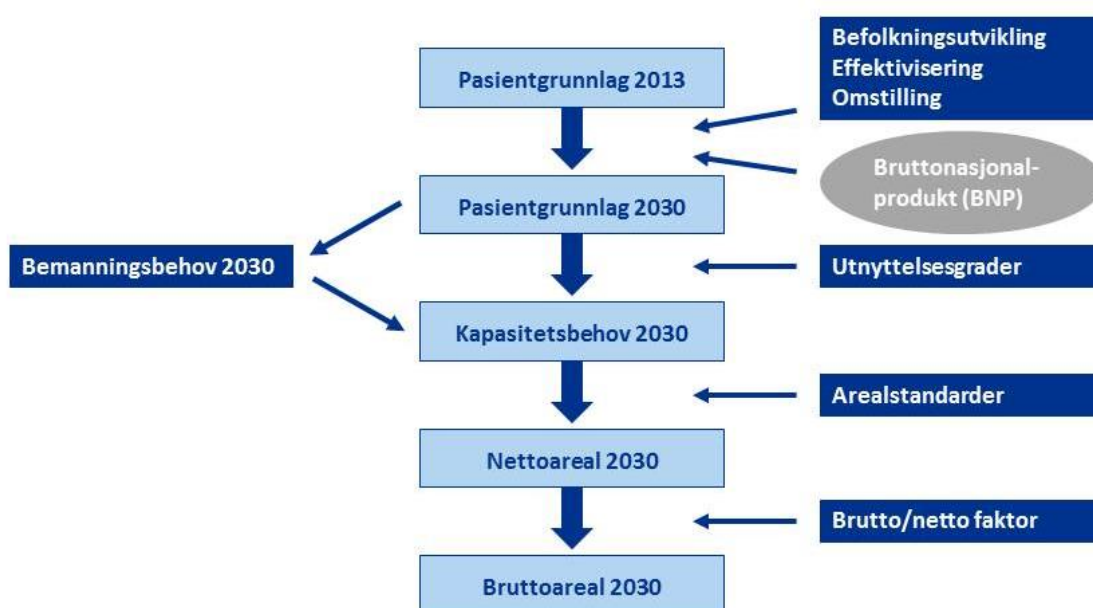 Befolkningsutvikling
Effektivisering
Omstilling
Pasientgrunnlag 2013
Bruttonasjonal-
produkt (BNP)
Pasientgrunnlag 2030
Bemanningsbehov 2030
Utnyttelsesgrader
Kapasitetsbehov 2030
Arealstandarder
Nettoareal 2030
Brutto/netto faktor
Bruttoareal 2030